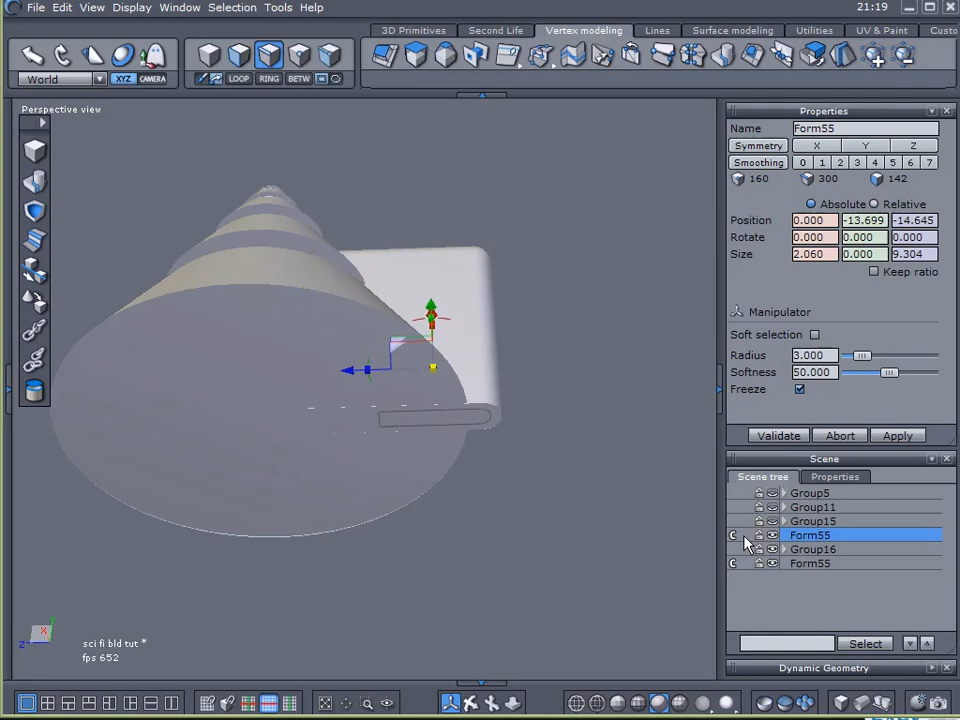 File Edit View Display Window Selection Tools Help 21:19
3D Primitives Second Life Vertex modeling Lines Surface modeling Utilities UV & Paint Custo
World XYZ CAMERA LOOP RING BETW
Perspective view
Properties
Name Form55
Symmetry X Y Z
Smoothing 0 1 2 3 4 5 6 7
160 300 142
Absolute Relative
Position 0.000 -13.699 -14.645
Rotate 0.000 0.000 0.000
Size 2.060 0.000 9.304
Keep ratio
Manipulator
Soft selection
Radius 3.000
Softness 50.000
Freeze
Validate Abort Apply
Scene
Scene tree Properties
Group5
Group11
Group15
C Form55
Group16
C Form55
Select
Dynamic Geometry
Y
X
Z
sci fi bld tut *
fps 652